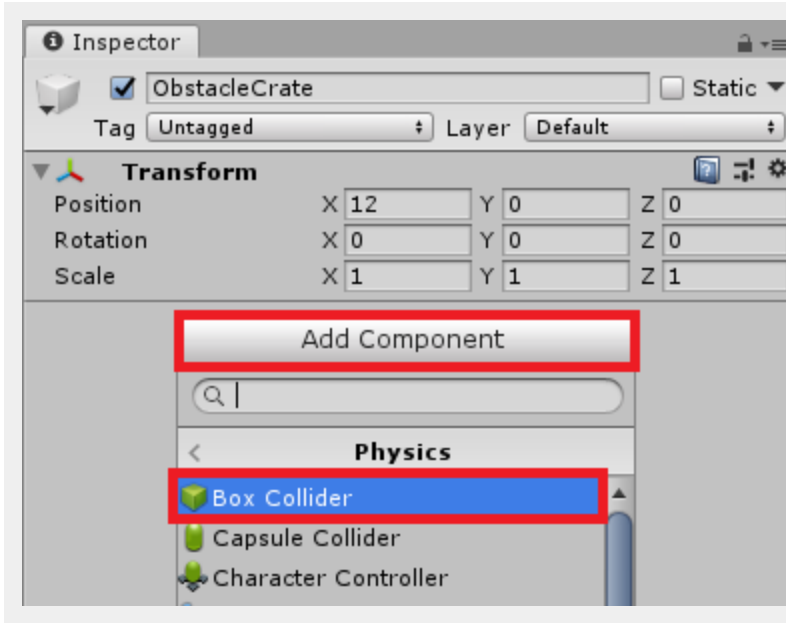 Inspector
ObstacleCrate Static
Tag Untagged Layer Default
Transform
Position X 12 Y 0 Z 0
Rotation X 0 Y 0 Z 0
Scale X 1 Y 1 Z 1
Add Component
Physics
Box Collider
Capsule Collider
Character Controller